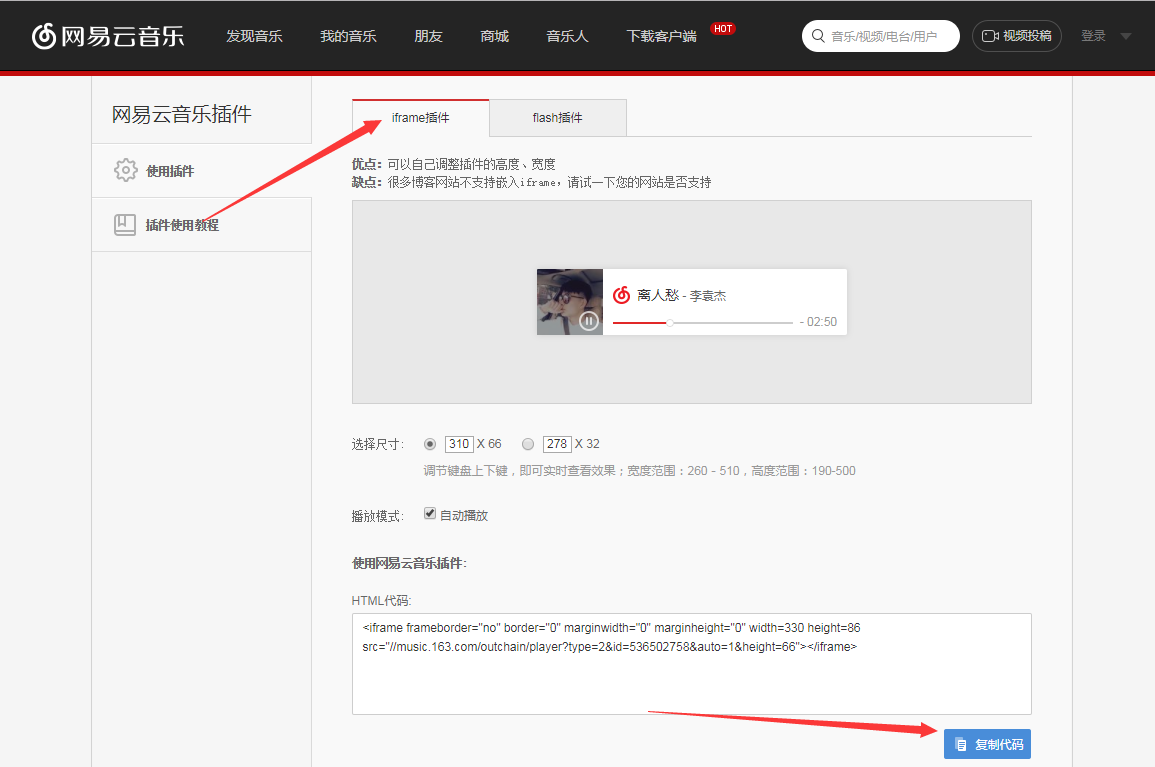 网易云音乐
发现音乐
我的音乐
朋友
商城
音乐人
下载客户端
HOT
音乐/视频/电台/用户
视频投稿
登录
网易云音乐插件
使用插件
插件使用教程
iframe插件
flash插件
优点：可以自己调整插件的高度、宽度
缺点：很多博客网站不支持嵌入iframe，请试一下您的网站是否支持
离人愁 - 李袁杰
- 02:50
选择尺寸： 310 X 66 278 X 32
调节键盘上下键，即可实时查看效果；宽度范围：260 - 510，高度范围：190-500
播放模式： 自动播放
使用网易云音乐插件：
HTML代码:
<iframe frameborder="no" border="0" marginwidth="0" marginheight="0" width=330 height=86
src="//music.163.com/outchain/player?type=2&id=536502758&auto=1&height=66"></iframe>
复制代码